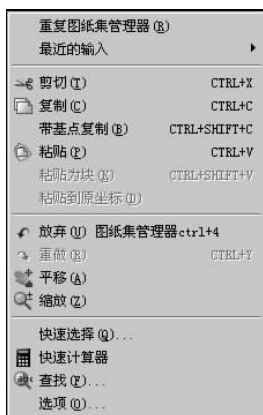 重复图纸集管理器(R)
最近的输入
剪切(T) CTRL+X
复制(C) CTRL+C
带基点复制(B) CTRL+SHIFT+C
粘贴(P) CTRL+V
粘贴为块(K) CTRL+SHIFT+V
粘贴到原坐标(D)
放弃(U) 图纸集管理器ctrl+4
重做(R) CTRL+Y
平移(A)
缩放(Z)
快速选择(Q)...
快速计算器
查找(F)...
选项(O)...